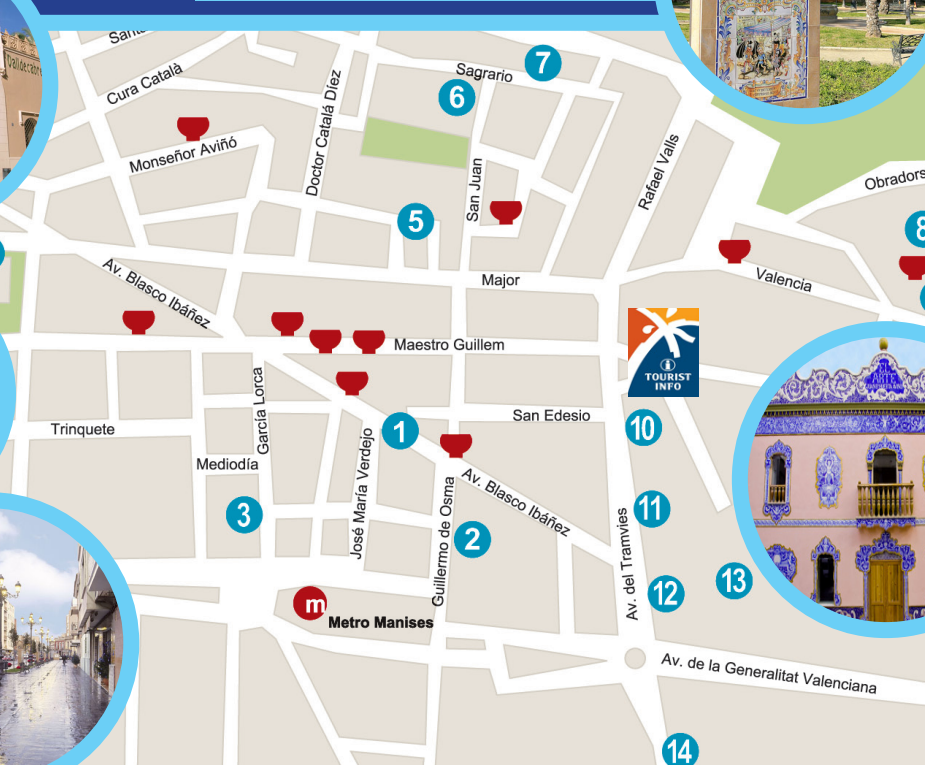 Cura Català
Sagrario
7
6
Monseñor Aviñó
Doctor Catalá Díez
San Juan
Rafael Valls
Obradors
5
8
Major
Valencia
Av. Blasco Ibáñez
Maestro Guillem
TOURIST
INFO
García Lorca
San Edesio
Trinquete
1
10
Mediodía
José María Verdejo
Av. Blasco Ibáñez
Guillermo de Osma
3
2
11
Av. del Tramvies
12
13
m
Metro Manises
Av. de la Generalitat Valenciana
14